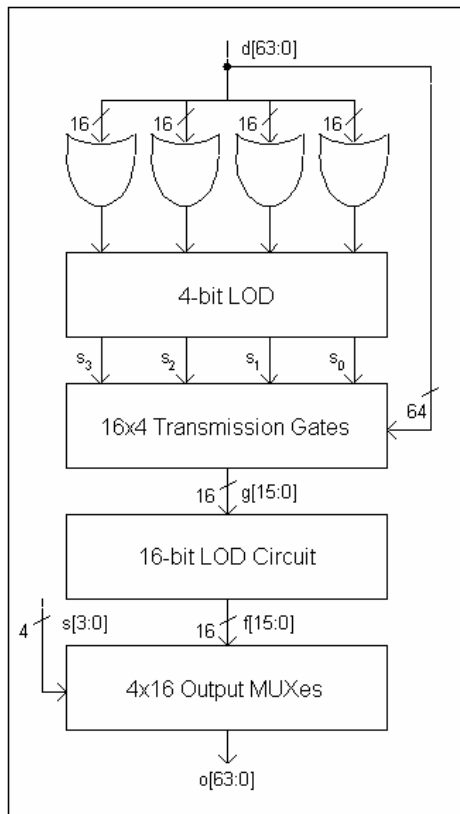 d[63:0]
16 16 16 16
4-bit LOD
s3 s2 s1 s0
64
16x4 Transmission Gates
16 g[15:0]
16-bit LOD Circuit
4 s[3:0] 16 f[15:0]
4x16 Output MUXes
o[63:0]